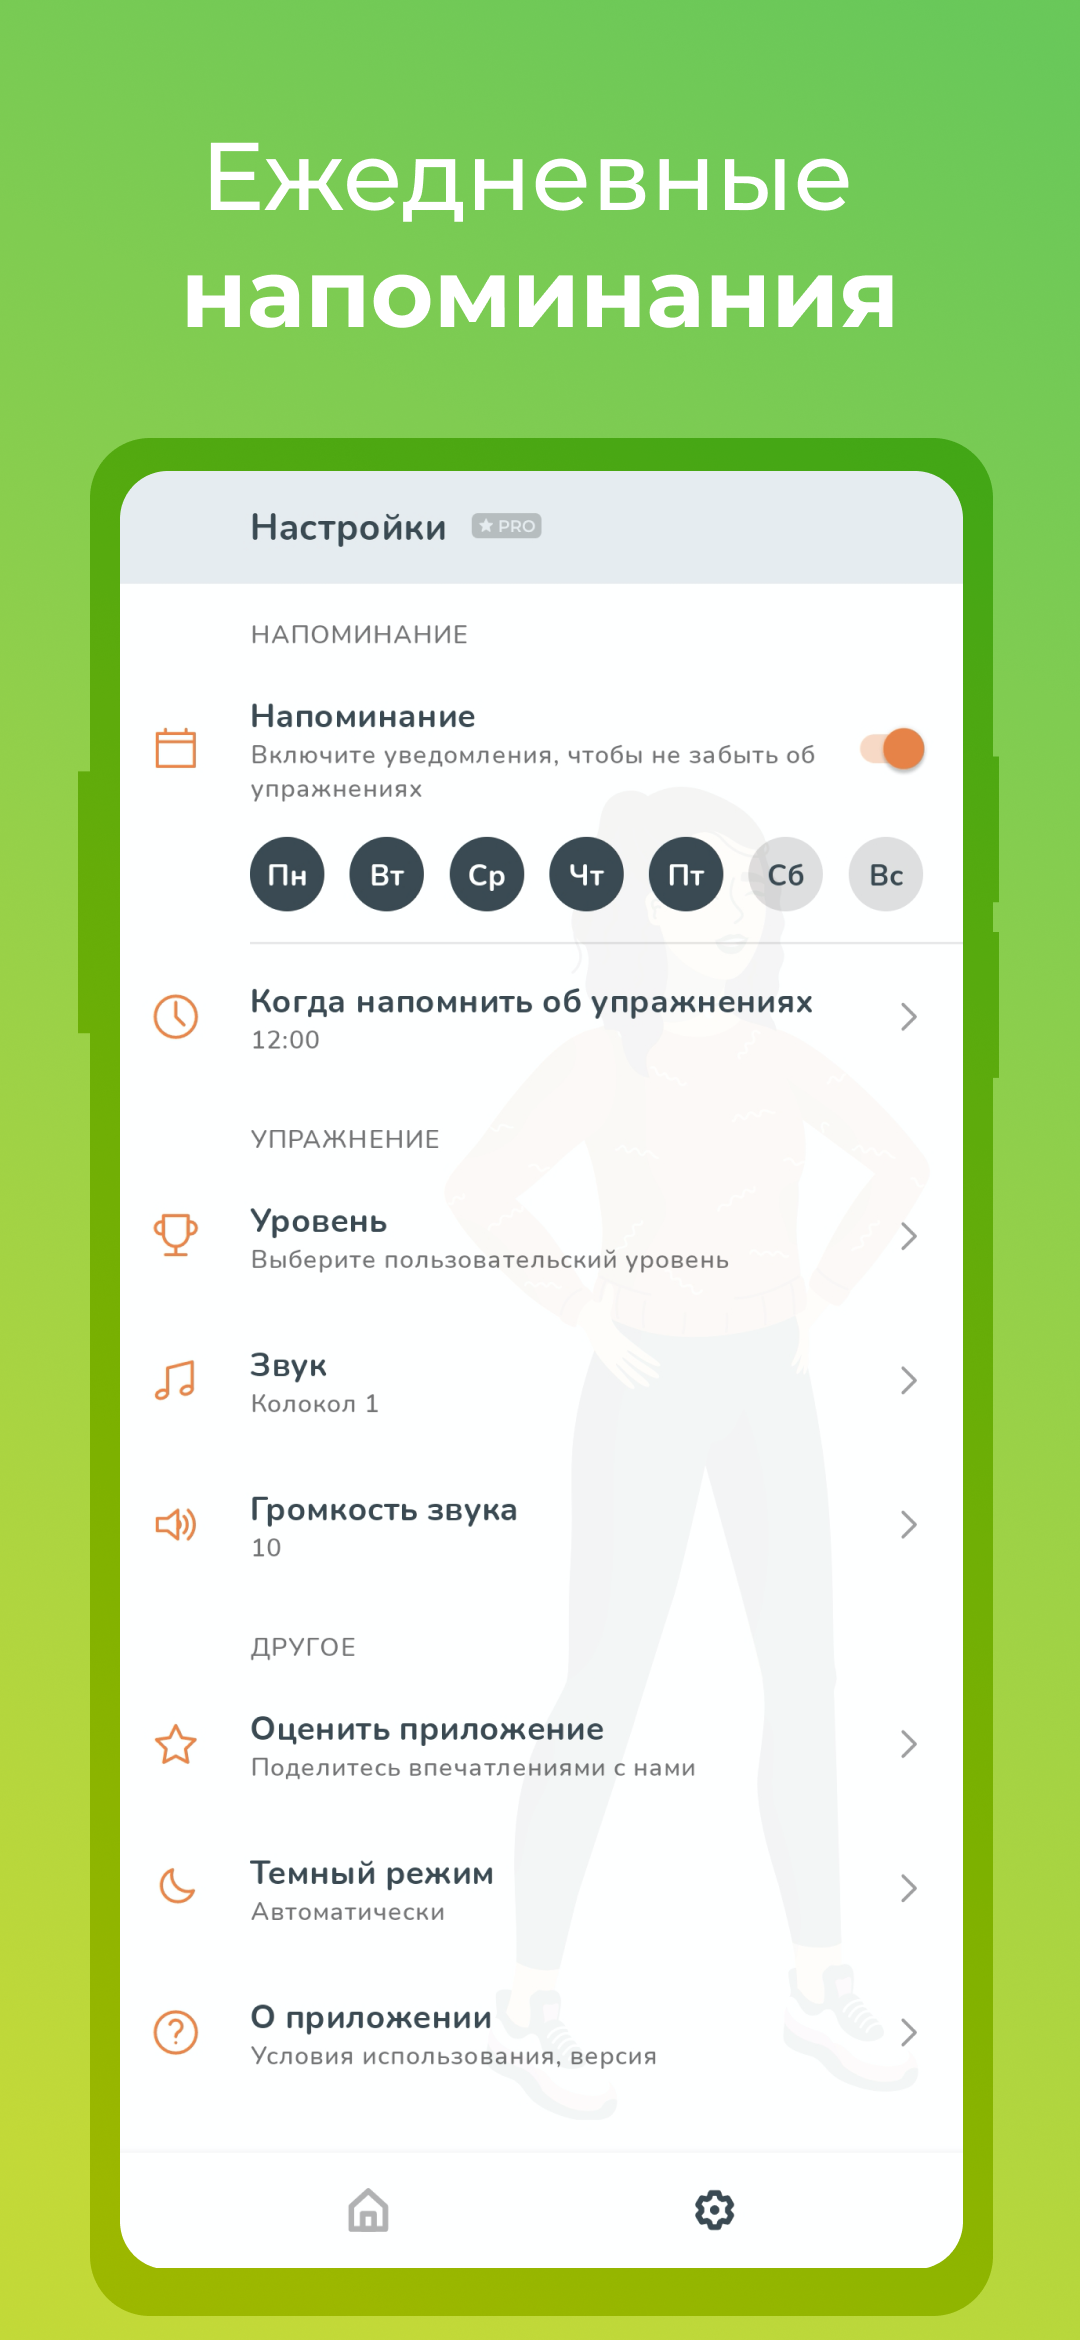 Ежедневные
напоминания
Настройки PRO
НАПОМИНАНИЕ
Напоминание
Включите уведомления, чтобы не забыть об
упражнениях
Пн Вт Ср Чт Пт Сб Вс
Когда напомнить об упражнениях
12:00
УПРАЖНЕНИЕ
Уровень
Выберите пользовательский уровень
Звук
Колокол 1
Громкость звука
10
ДРУГОЕ
Оценить приложение
Поделитесь впечатлениями с нами
Темный режим
Автоматически
О приложении
Условия использования, версия